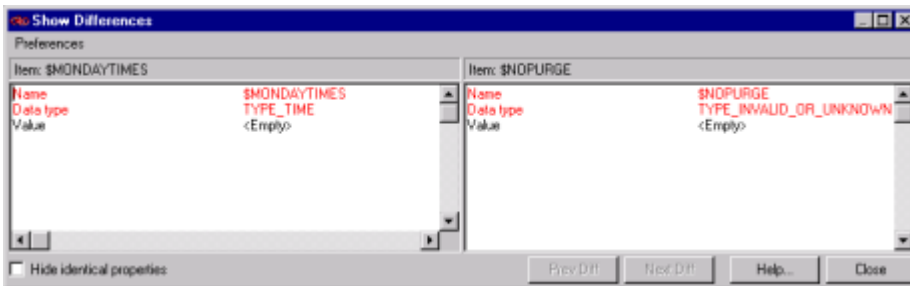 Show Differences
Preferences
Item: $MONDAYTIMES
Item: $NOPURGE
Name $MONDAYTIMES
Data type TYPE_TIME
Value <Empty>
Name $NOPURGE
Data type TYPE_INVALID_OR_UNKNOWN
Value <Empty>
Hide identical properties
Prev Diff
Next Diff
Help...
Close